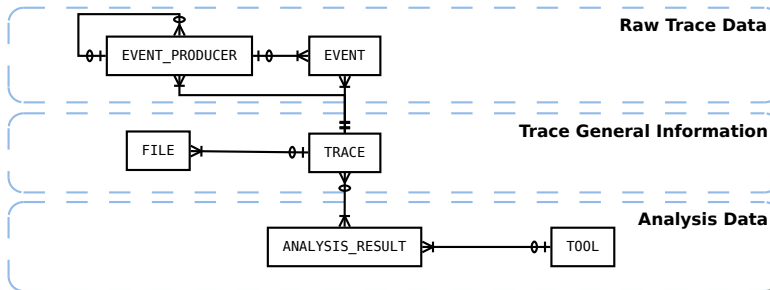 Raw Trace Data
EVENT_PRODUCER
EVENT
Trace General Information
FILE
TRACE
Analysis Data
ANALYSIS_RESULT
TOOL